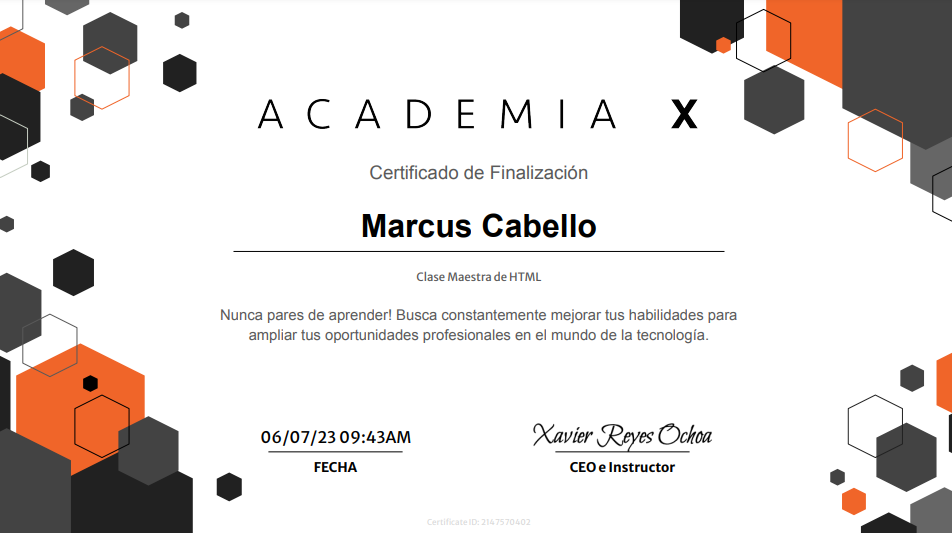 ACADEMIA X
Certificado de Finalización
Marcus Cabello
Clase Maestra de HTML
Nunca pares de aprender! Busca constantemente mejorar tus habilidades para
ampliar tus oportunidades profesionales en el mundo de la tecnología.
06/07/23 09:43AM
FECHA
Xavier Reyes Ochoa
CEO e Instructor
Certificate ID: 2147570402